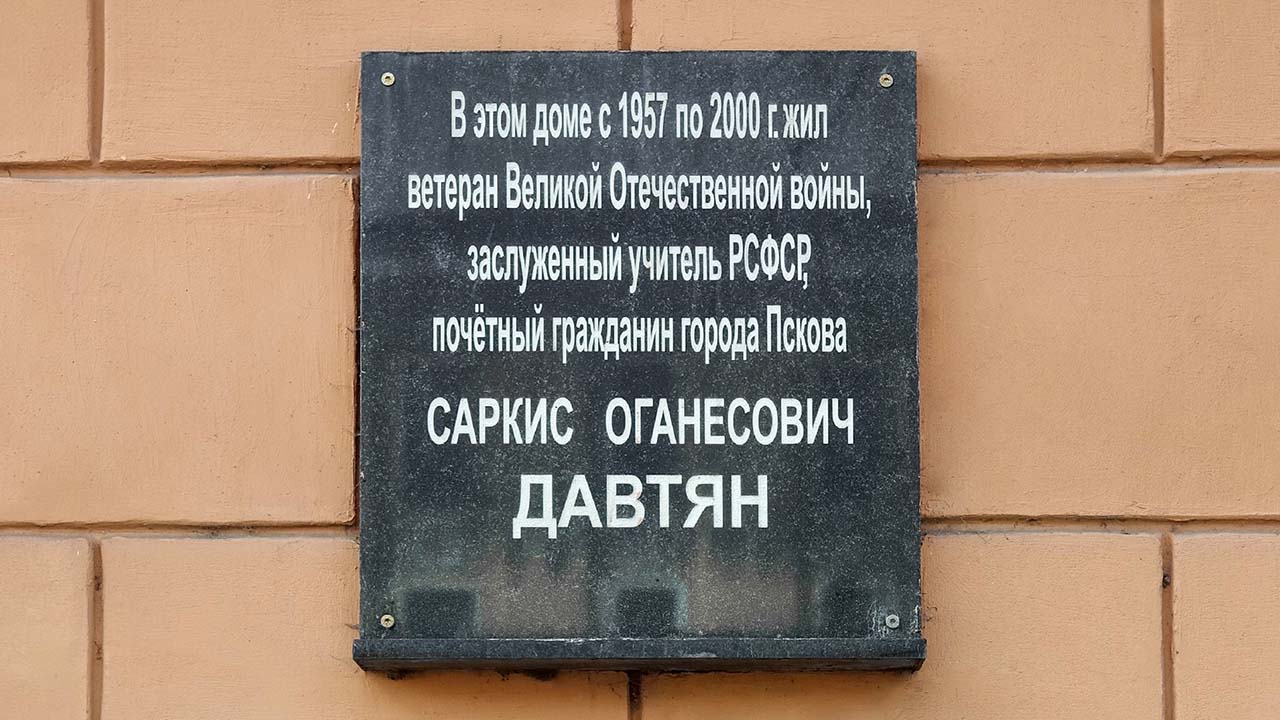 В этом доме с 1957 по 2000 г. жил
ветеран Великой Отечественной войны,
заслуженный учитель РСФСР,
почётный гражданин города Пскова
САРКИС ОГАНЕСОВИЧ
ДАВТЯН